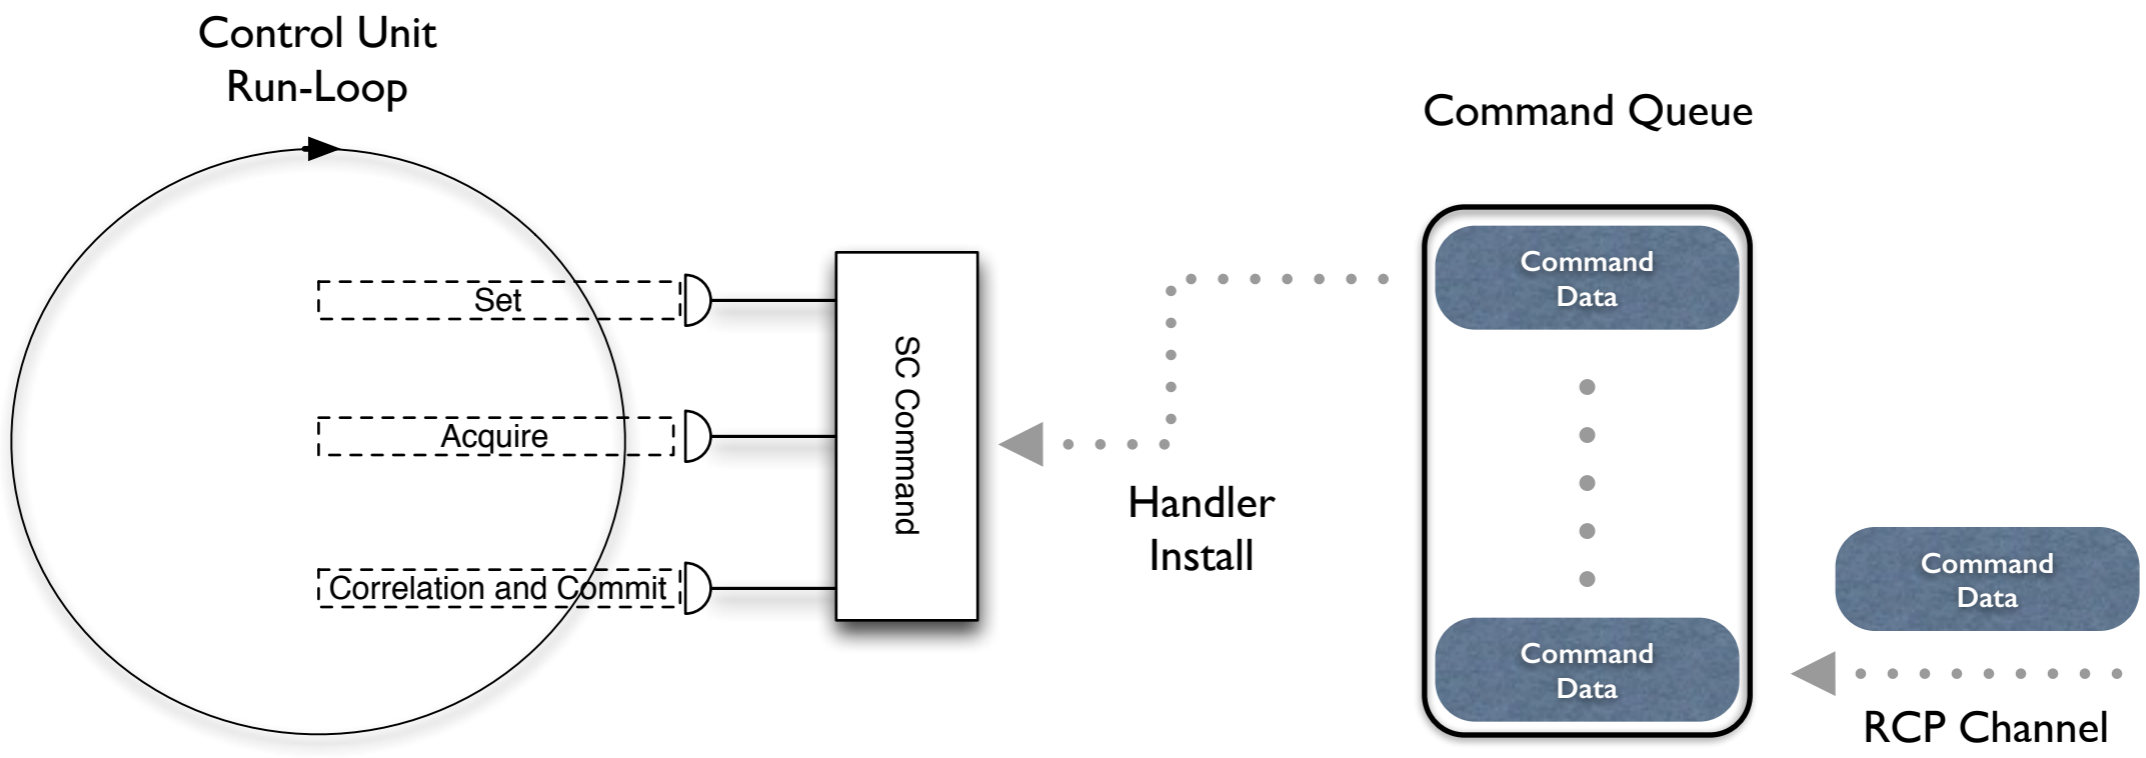 Control Unit
Run-Loop
Command Queue
Set
Acquire
Correlation and Commit
SC Command
Handler
Install
Command
Data
Command
Data
Command
Data
RCP Channel